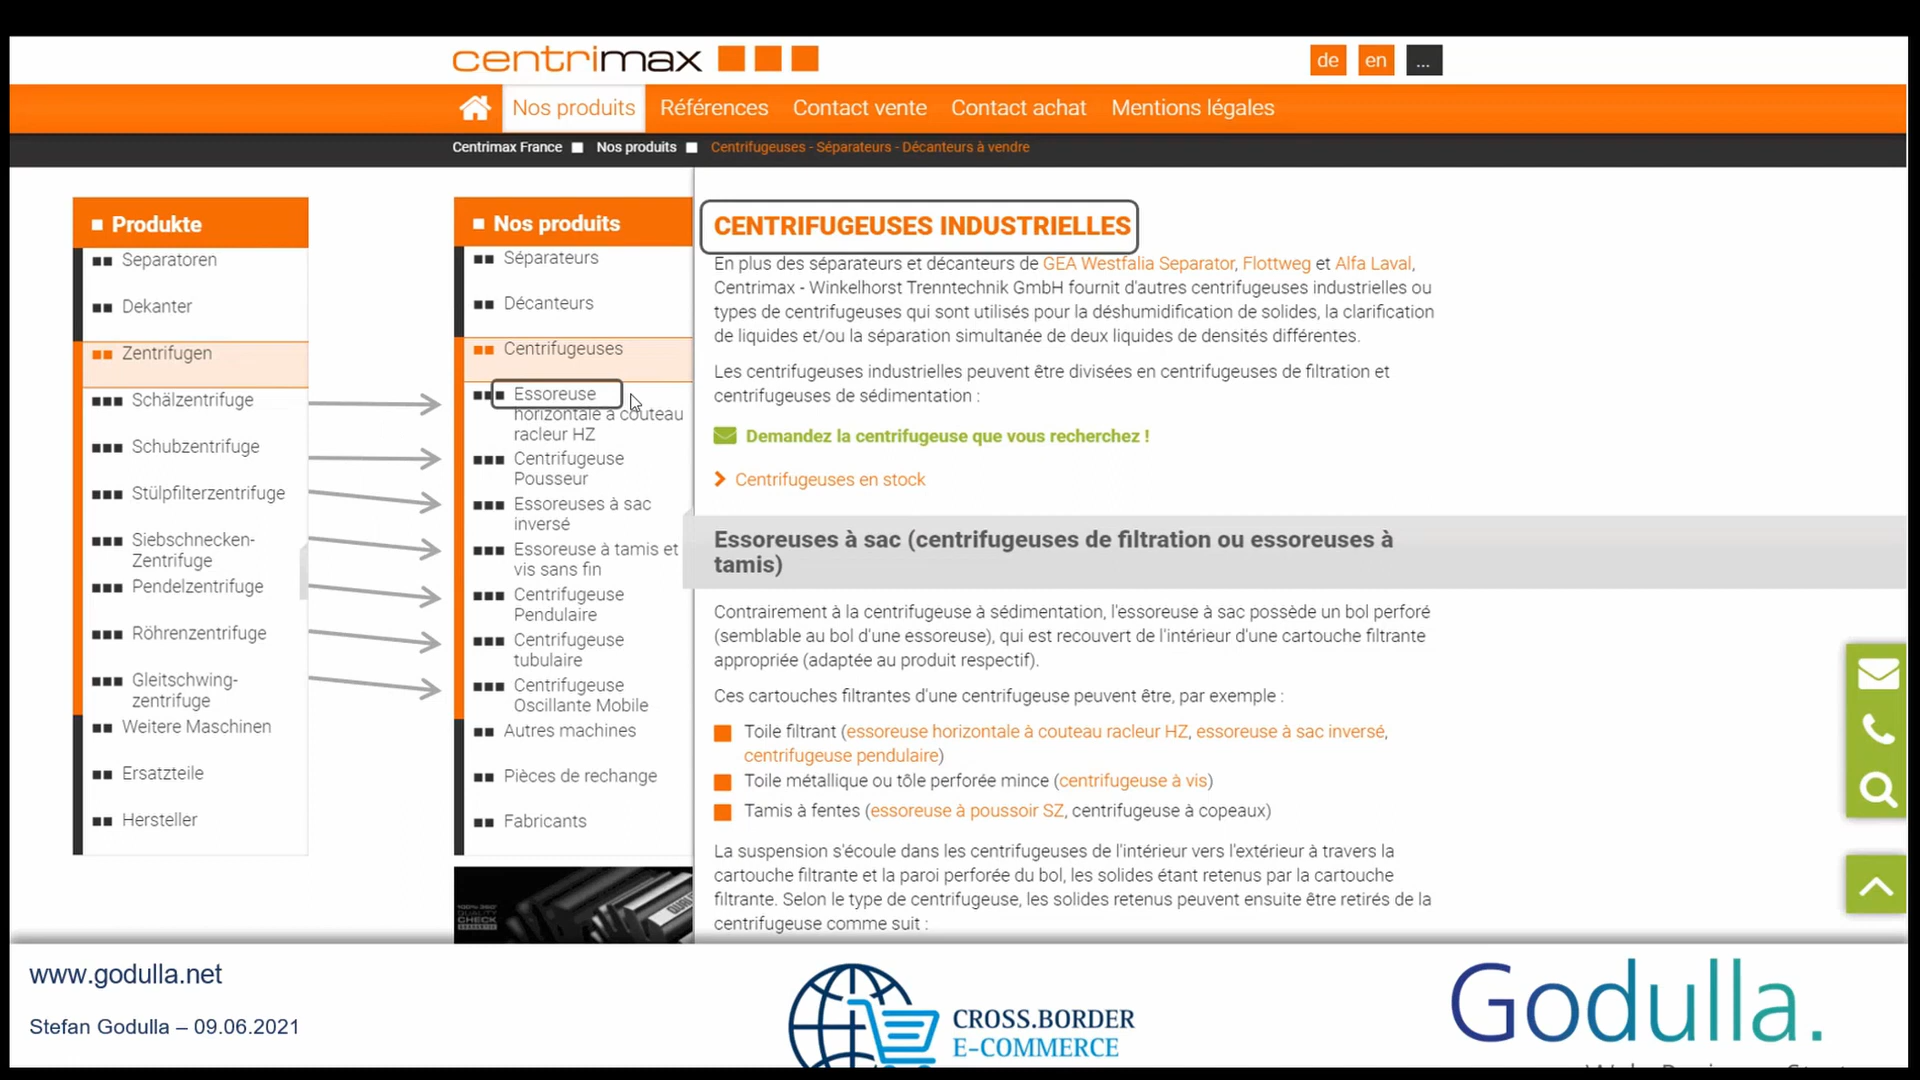 centrimax
de en ...
Nos produits Références Contact vente Contact achat Mentions légales
Centrimax France Nos produits Centrifugeuses - Séparateurs - Décanteurs à vendre
Produkte
Separatoren
Dekanter
Zentrifugen
Schälzentrifuge
Schubzentrifuge
Stülpfilterzentrifuge
Siebschnecken-
Zentrifuge
Pendelzentrifuge
Röhrenzentrifuge
Gleitschwing-
zentrifuge
Weitere Maschinen
Ersatzteile
Hersteller
Nos produits
Séparateurs
Décanteurs
Centrifugeuses
Essoreuse
horizontale à couteau
racleur HZ
Centrifugeuse
Pousseur
Essoreuses à sac
inversé
Essoreuse à tamis et
vis sans fin
Centrifugeuse
Pendulaire
Centrifugeuse
tubulaire
Centrifugeuse
Oscillante Mobile
Autres machines
Pièces de rechange
Fabricants
100% 360°
QUALITY
CHECK
CENTRIFUGEUSES INDUSTRIELLES
En plus des séparateurs et décanteurs de GEA Westfalia Separator, Flottweg et Alfa Laval,
Centrimax - Winkelhorst Trenntechnik GmbH fournit d'autres centrifugeuses industrielles ou
types de centrifugeuses qui sont utilisés pour la déshumidification de solides, la clarification
de liquides et/ou la séparation simultanée de deux liquides de densités différentes.
Les centrifugeuses industrielles peuvent être divisées en centrifugeuses de filtration et
centrifugeuses de sédimentation :
Demandez la centrifugeuse que vous recherchez !
Centrifugeuses en stock
Essoreuses à sac (centrifugeuses de filtration ou essoreuses à
tamis)
Contrairement à la centrifugeuse à sédimentation, l'essoreuse à sac possède un bol perforé
(semblable au bol d'une essoreuse), qui est recouvert de l'intérieur d'une cartouche filtrante
appropriée (adaptée au produit respectif).
Ces cartouches filtrantes d'une centrifugeuse peuvent être, par exemple :
Toile filtrant (essoreuse horizontale à couteau racleur HZ, essoreuse à sac inversé,
centrifugeuse pendulaire)
Toile métallique ou tôle perforée mince (centrifugeuse à vis)
Tamis à fentes (essoreuse à poussoir SZ, centrifugeuse à copeaux)
La suspension s'écoule dans les centrifugeuses de l'intérieur vers l'extérieur à travers la
cartouche filtrante et la paroi perforée du bol, les solides étant retenus par la cartouche
filtrante. Selon le type de centrifugeuse, les solides retenus peuvent ensuite être retirés de la
centrifugeuse comme suit :
www.godulla.net
Stefan Godulla – 09.06.2021
CROSS.BORDER
E-COMMERCE
Godulla.